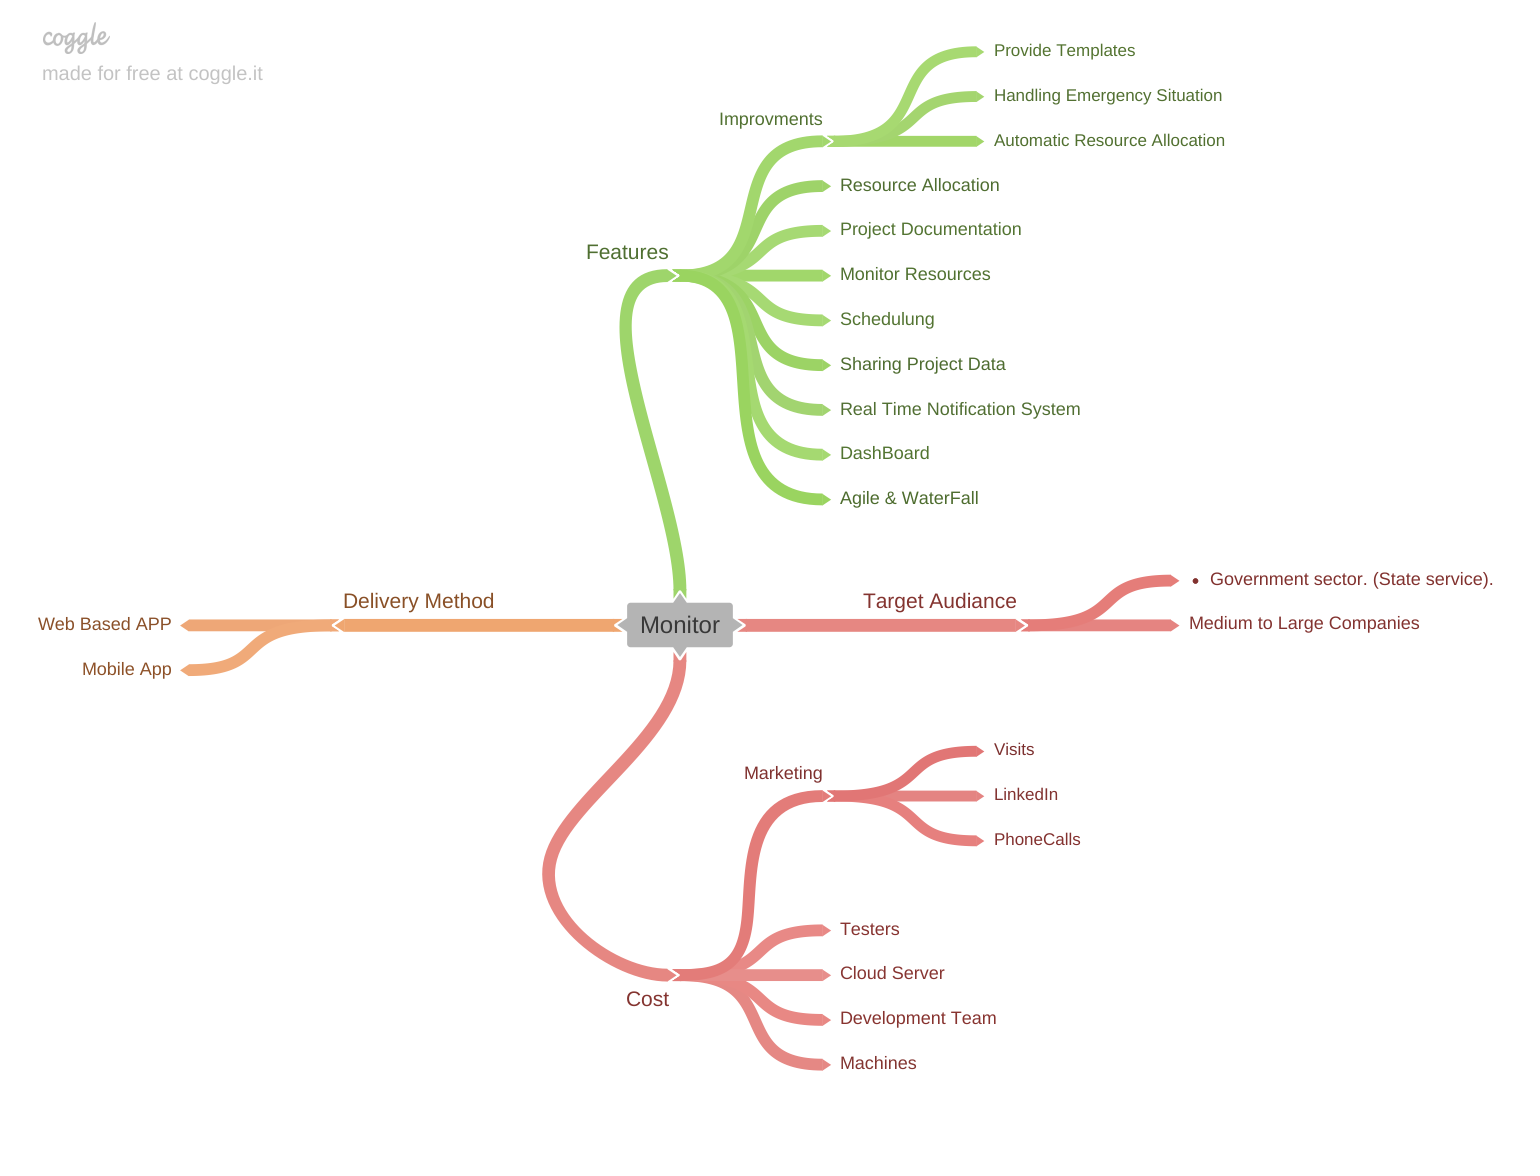 coggle
made for free at coggle.it
Provide Templates
Handling Emergency Situation
Improvments
Automatic Resource Allocation
Resource Allocation
Project Documentation
Features
Monitor Resources
Schedulung
Sharing Project Data
Real Time Notification System
DashBoard
Agile & WaterFall
• Government sector. (State service).
Delivery Method
Target Audiance
Web Based APP
Monitor
Medium to Large Companies
Mobile App
Visits
Marketing
LinkedIn
PhoneCalls
Testers
Cloud Server
Cost
Development Team
Machines